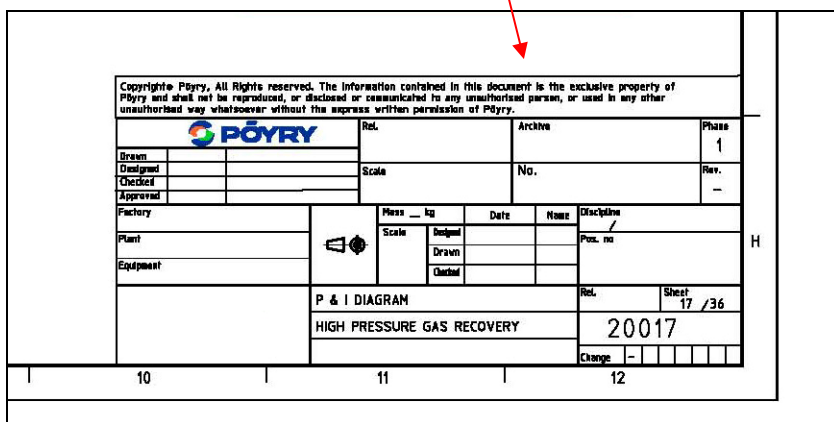 Copyright© Pöyry, All Rights reserved. The information contained in this document is the exclusive property of
Pöyry and shall not be reproduced, or disclosed or communicated to any unauthorised person, or used in any other
unauthorised way whatsoever without the express written permission of Pöyry.
PÖYRY
Rel. Archive Phase
1
Drawn
Designed Scale No. Rev.
Checked –
Approved
Factory Mass __ kg Date Name Discipline
/
Plant Scale Designed Pos. no
H
Drawn
Equipment
Checked
P & I DIAGRAM Rel. Sheet
17 /36
HIGH PRESSURE GAS RECOVERY 20017
Change –
10 11 12